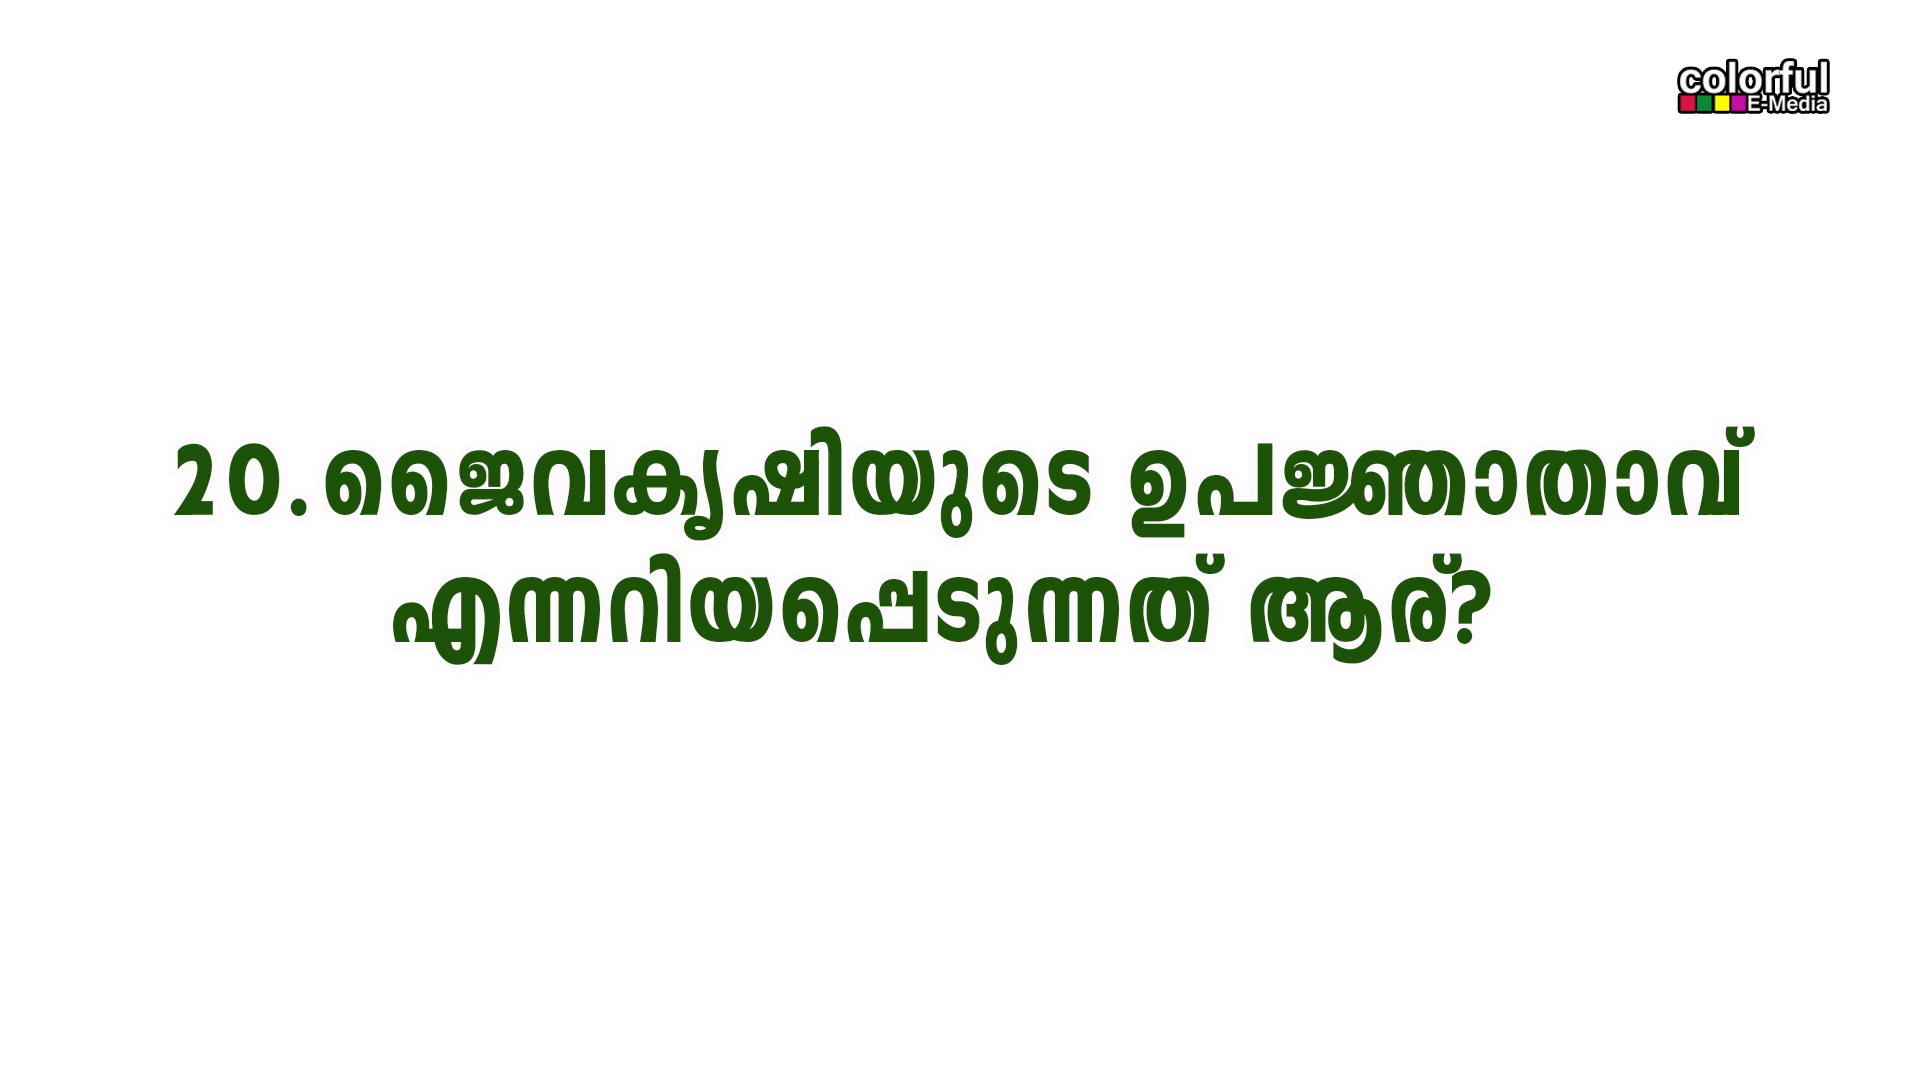 colorful
E-Media
20.ജൈവകൃഷിയുടെ ഉപജ്ഞാതാവ്
എന്നറിയപ്പെടുന്നത് ആര്?